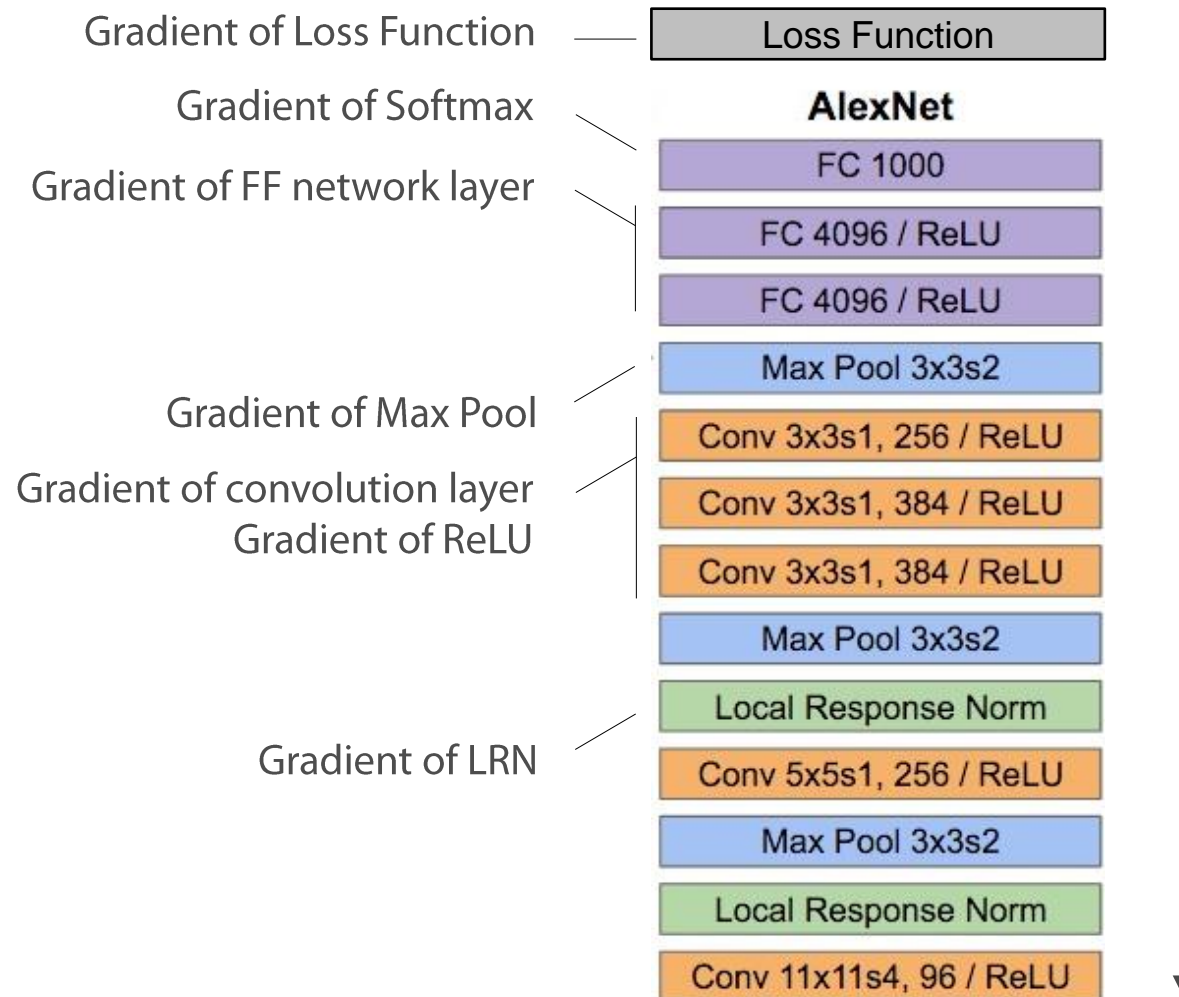 Gradient of Loss Function
Loss Function
Gradient of Softmax
AlexNet
FC 1000
Gradient of FF network layer
FC 4096 / ReLU
FC 4096 / ReLU
Max Pool 3x3s2
Gradient of Max Pool
Conv 3x3s1, 256 / ReLU
Gradient of convolution layer
Conv 3x3s1, 384 / ReLU
Gradient of ReLU
Conv 3x3s1, 384 / ReLU
Max Pool 3x3s2
Local Response Norm
Gradient of LRN
Conv 5x5s1, 256 / ReLU
Max Pool 3x3s2
Local Response Norm
Conv 11x11s4, 96 / ReLU